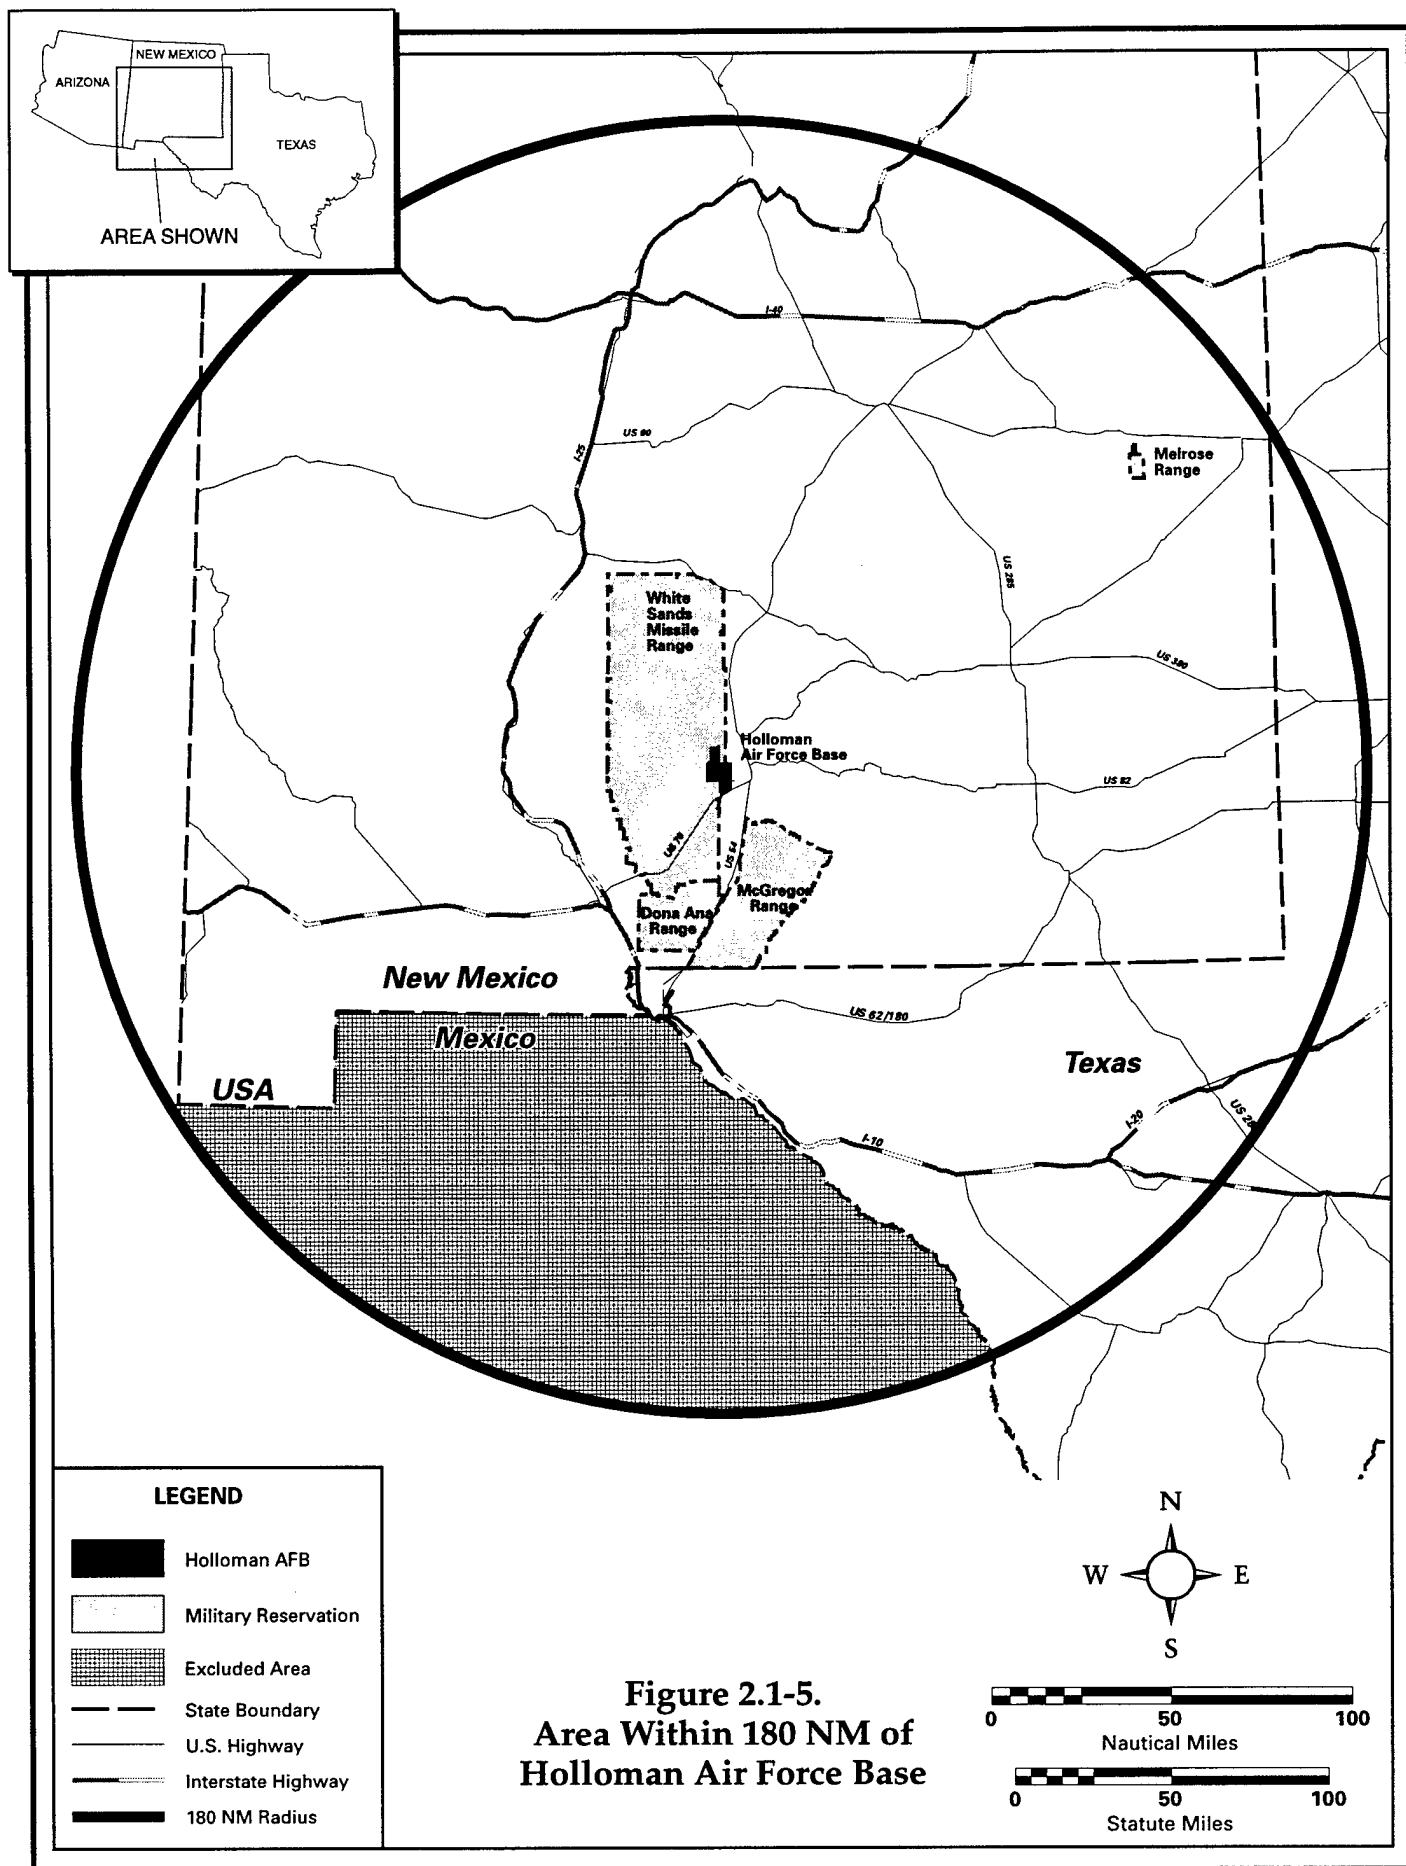 NEW MEXICO
ARIZONA
TEXAS
AREA SHOWN
I-40
US 60
I-25
Melrose
Range
US 285
White
Sands
Missile
Range
US 380
Holloman
Air Force Base
US 82
US 70
US 54
McGregor
Range
Dona Ana
Range
New Mexico
US 62/180
Mexico
Texas
USA
I-20
US 28
I-10
LEGEND
Holloman AFB
Military Reservation
Excluded Area
State Boundary
U.S. Highway
Interstate Highway
180 NM Radius
N
W E
S
Figure 2.1-5.
Area Within 180 NM of
Holloman Air Force Base
0 50 100
Nautical Miles
0 50 100
Statute Miles